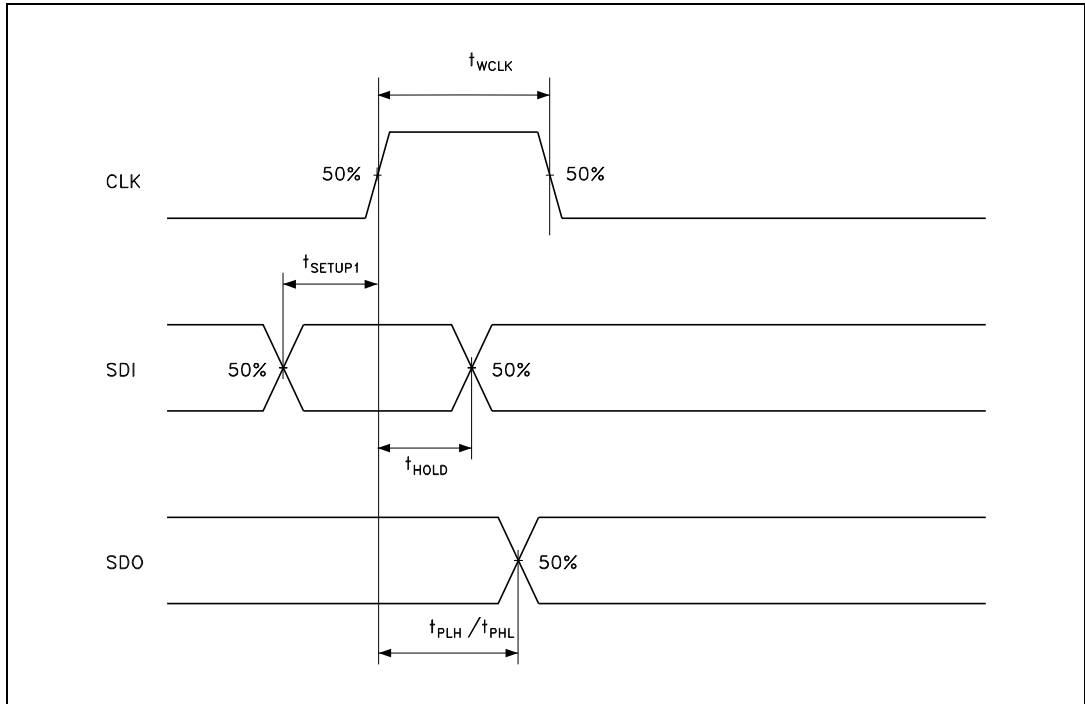 tWCLK
CLK
50%
50%
tSETUP1
SDI
50%
50%
tHOLD
SDO
50%
tPLH /tPHL